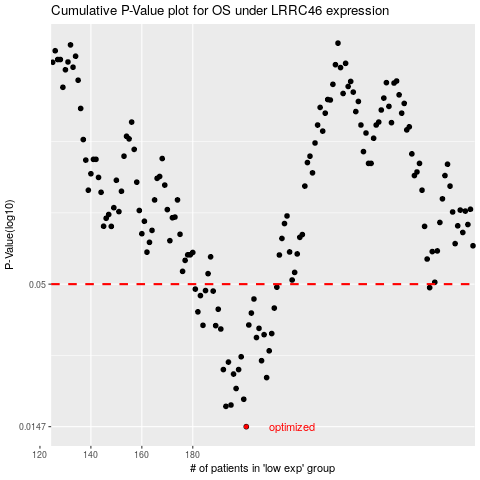 Cumulative P-Value plot for OS under LRRC46 expression
P-Value(log10)
0.05
0.0147
optimized
120 140 160 180
# of patients in 'low exp' group